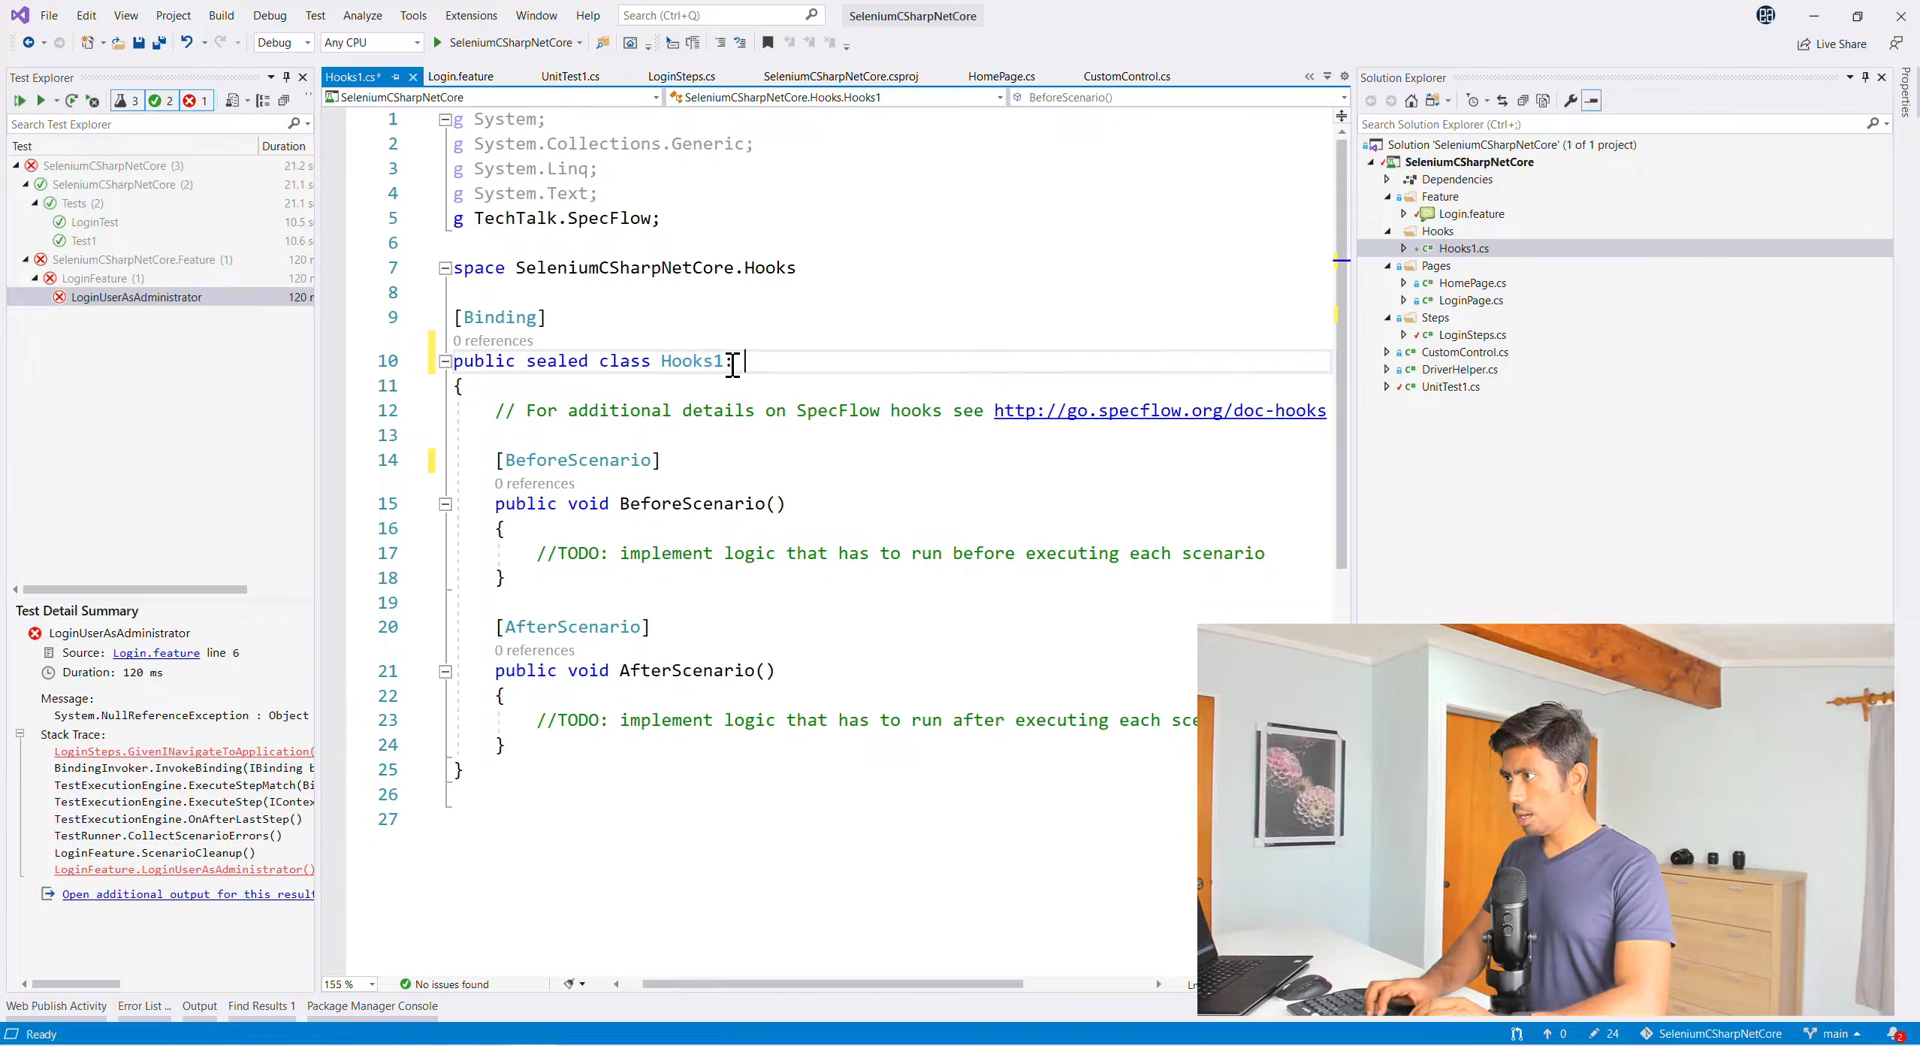 File Edit View Project Build Debug Test Analyze Tools Extensions Window Help Search (Ctrl+Q) SeleniumCSharpNetCore
Debug Any CPU SeleniumCSharpNetCore Live Share
Test Explorer
3 2 1
Search Test Explorer
Test Duration
SeleniumCSharpNetCore (3) 21.2 s
SeleniumCSharpNetCore (2) 21.1 s
Tests (2) 21.1 s
LoginTest 10.5 s
Test1 10.6 s
SeleniumCSharpNetCore.Feature (1) 120 m
LoginFeature (1) 120 m
LoginUserAsAdministrator 120 m
Test Detail Summary
LoginUserAsAdministrator
Source: Login.feature line 6
Duration: 120 ms
Message:
System.NullReferenceException : Object
Stack Trace:
LoginSteps.GivenINavigateToApplication(
BindingInvoker.InvokeBinding(IBinding b
TestExecutionEngine.ExecuteStepMatch(Bi
TestExecutionEngine.ExecuteStep(IContex
TestExecutionEngine.OnAfterLastStep()
TestRunner.CollectScenarioErrors()
LoginFeature.ScenarioCleanup()
LoginFeature.LoginUserAsAdministrator()
Open additional output for this result
Hooks1.cs* Login.feature UnitTest1.cs LoginSteps.cs SeleniumCSharpNetCore.csproj HomePage.cs CustomControl.cs
SeleniumCSharpNetCore SeleniumCSharpNetCore.Hooks.Hooks1 BeforeScenario()
1 g System;
2 g System.Collections.Generic;
3 g System.Linq;
4 g System.Text;
5 g TechTalk.SpecFlow;
6
7 space SeleniumCSharpNetCore.Hooks
8
9 [Binding]
0 references
10 public sealed class Hooks1:
11 {
12 // For additional details on SpecFlow hooks see http://go.specflow.org/doc-hooks
13
14 [BeforeScenario]
0 references
15 public void BeforeScenario()
16 {
17 //TODO: implement logic that has to run before executing each scenario
18 }
19
20 [AfterScenario]
0 references
21 public void AfterScenario()
22 {
23 //TODO: implement logic that has to run after executing each sce
24 }
25 }
26
27
155 % No issues found Ln
Solution Explorer
Search Solution Explorer (Ctrl+;)
Solution 'SeleniumCSharpNetCore' (1 of 1 project)
SeleniumCSharpNetCore
Dependencies
Feature
Login.feature
Hooks
Hooks1.cs
Pages
HomePage.cs
LoginPage.cs
Steps
LoginSteps.cs
CustomControl.cs
DriverHelper.cs
UnitTest1.cs
Properties
Web Publish Activity Error List ... Output Find Results 1 Package Manager Console
Ready 0 24 SeleniumCSharpNetCore main 2